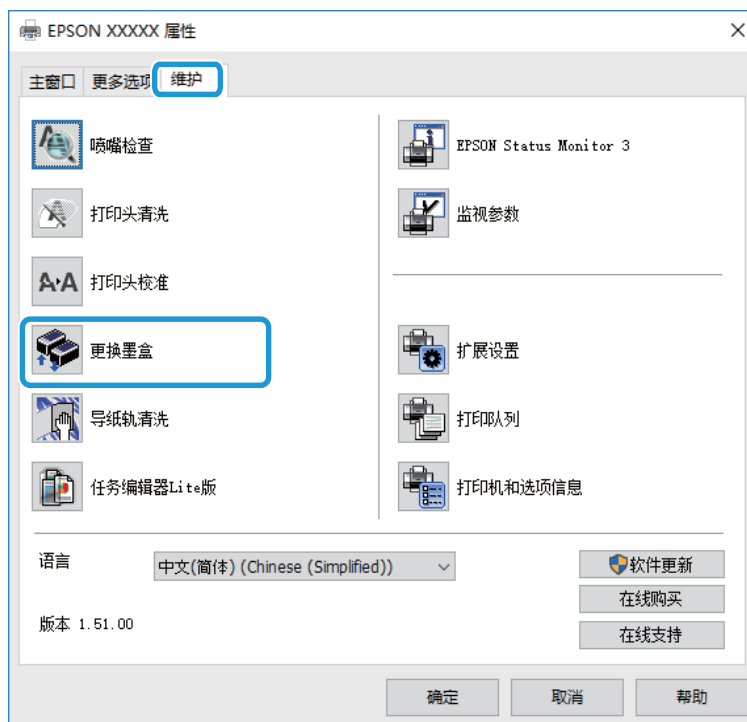 EPSON XXXXX 属性
主窗口 更多选项 维护
喷嘴检查
打印头清洗
打印头校准
更换墨盒
导纸轨清洗
任务编辑器Lite版
EPSON Status Monitor 3
监视参数
扩展设置
打印队列
打印机和选项信息
语言 中文(简体) (Chinese (Simplified))
版本 1.51.00
软件更新
在线购买
在线支持
确定 取消 帮助